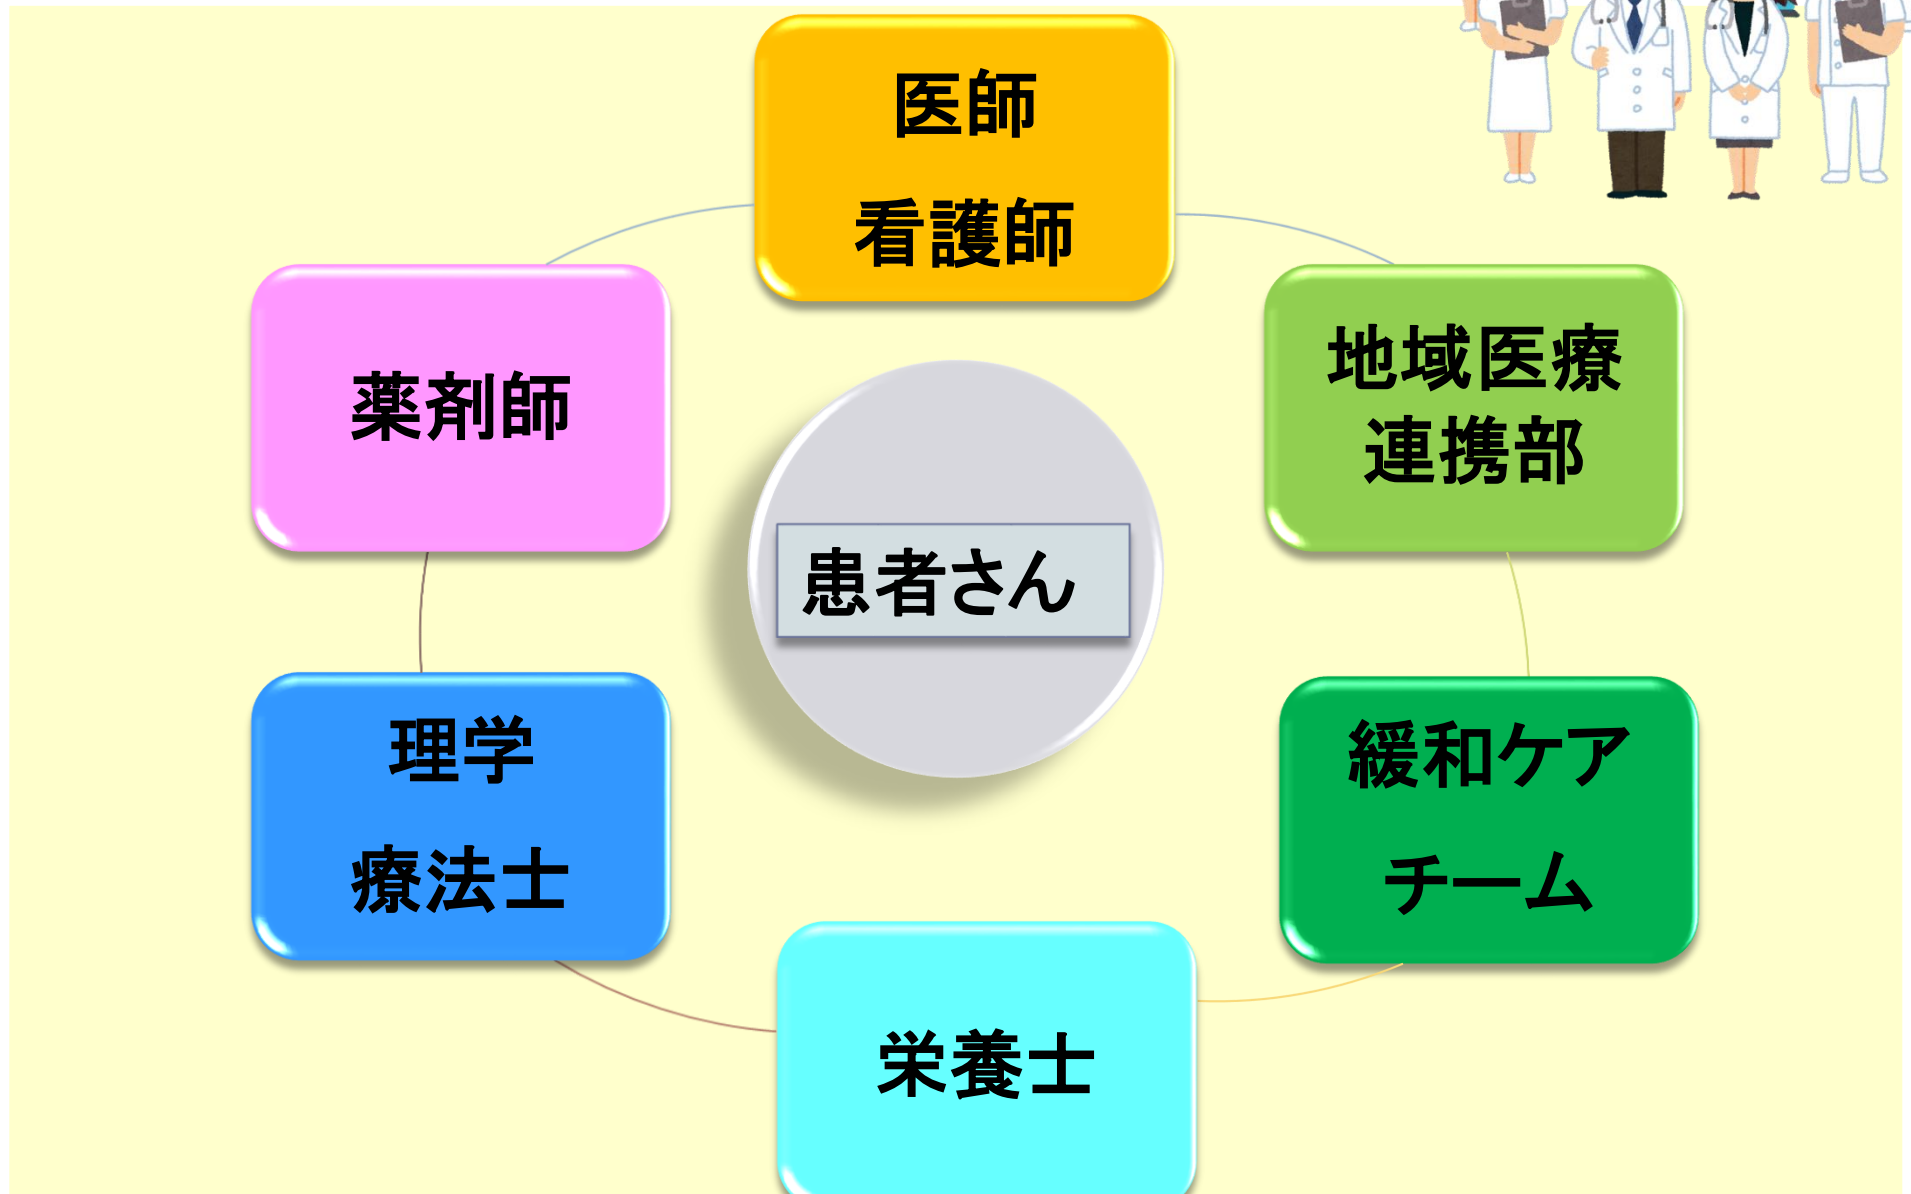 医師
看護師
地域医療
連携部
緩和ケア
チーム
栄養士
理学
療法士
薬剤師
患者さん